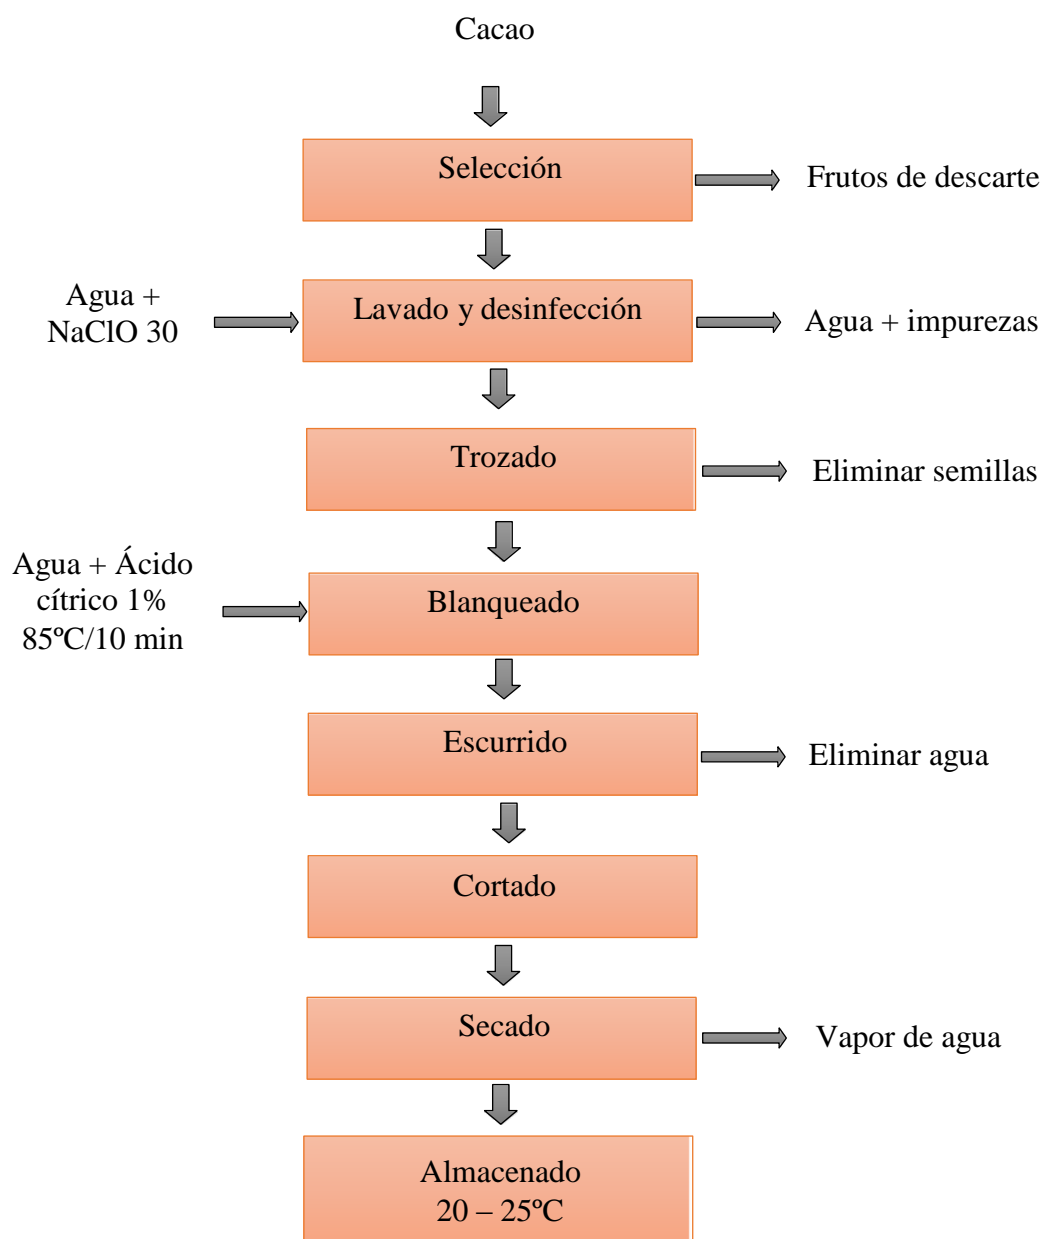 Cacao
Selección
Frutos de descarte
Agua +
NaClO 30
Lavado y desinfección
Agua + impurezas
Trozado
Eliminar semillas
Agua + Ácido
cítrico 1%
85ºC/10 min
Blanqueado
Escurrido
Eliminar agua
Cortado
Secado
Vapor de agua
Almacenado
20 – 25ºC